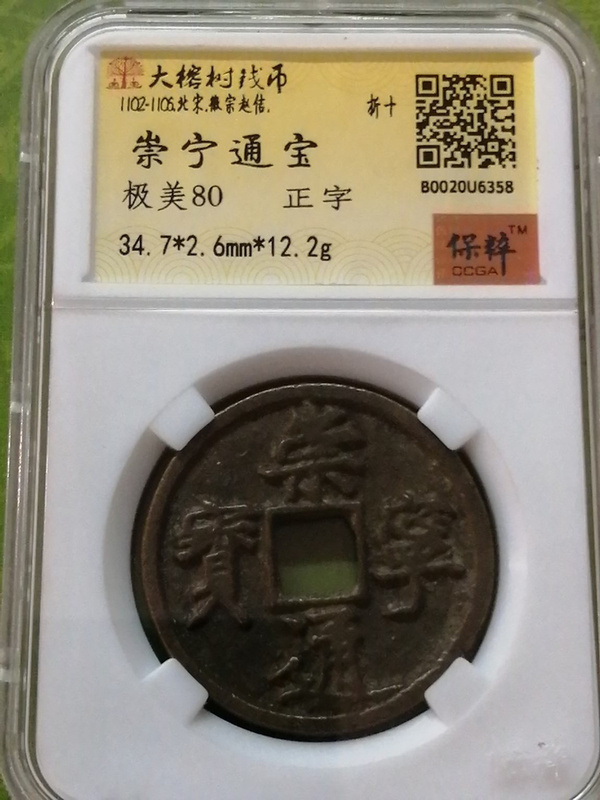 大榕树钱币
1102-1106.北宋.徽宗赵佶.
折十
崇宁通宝
极美80 正字
34.7*2.6mm*12.2g
B0020U6358
保粹™
CCGA
崇
寧
通
寳